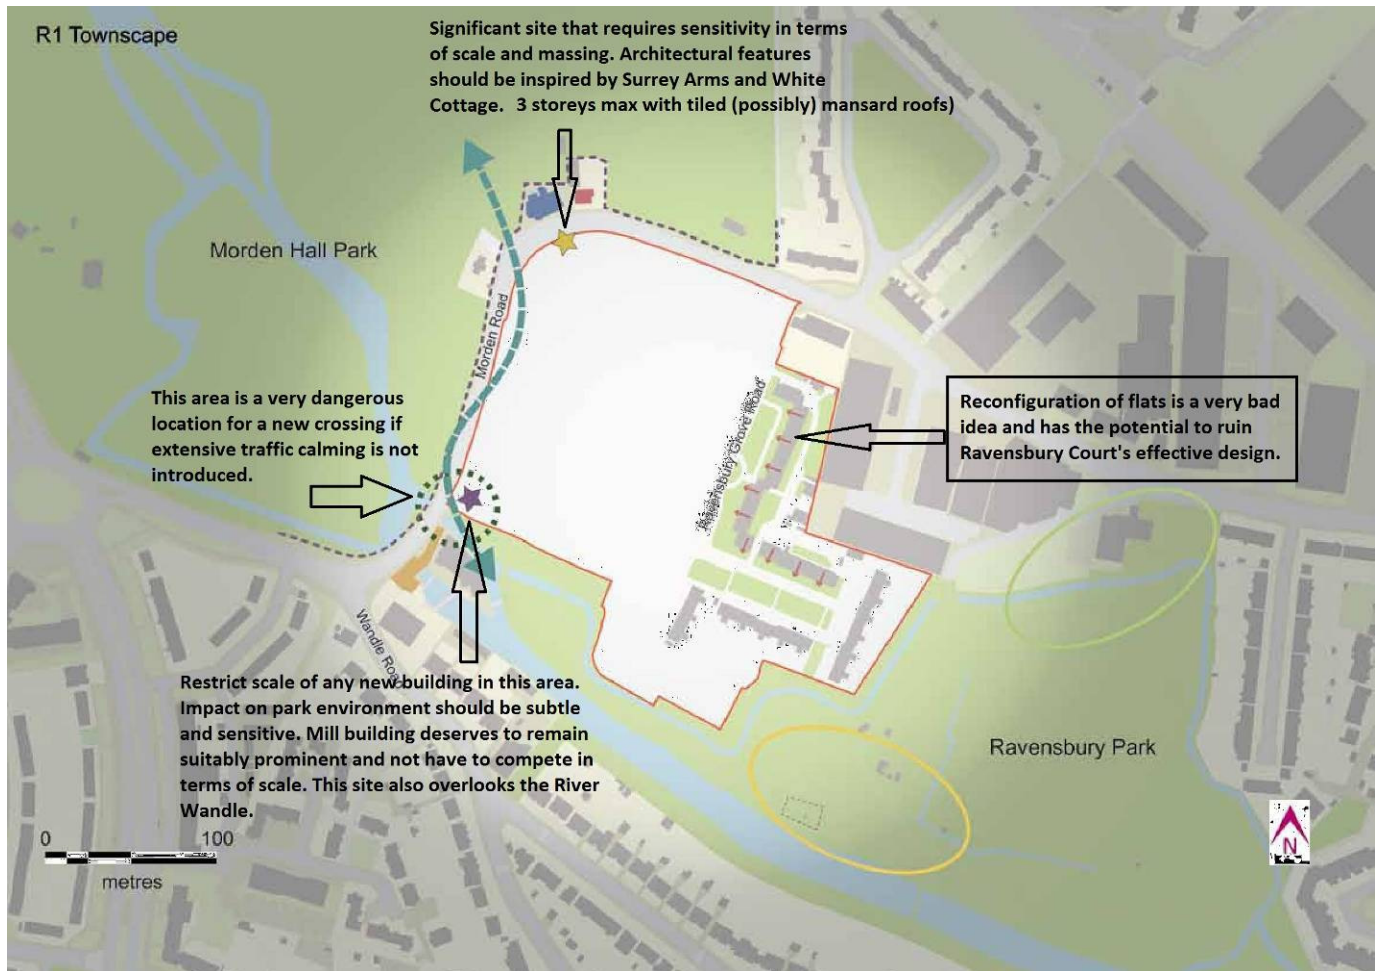 R1 Townscape
Significant site that requires sensitivity in terms
of scale and massing. Architectural features
should be inspired by Surrey Arms and White
Cottage. 3 storeys max with tiled (possibly) mansard roofs)
Morden Hall Park
Morden Road
This area is a very dangerous
location for a new crossing if
extensive traffic calming is not
introduced.
Ravensbury Grove Road
Reconfiguration of flats is a very bad
idea and has the potential to ruin
Ravensbury Court's effective design.
Wandle Road
Restrict scale of any new building in this area.
Impact on park environment should be subtle
and sensitive. Mill building deserves to remain
suitably prominent and not have to compete in
terms of scale. This site also overlooks the River
Wandle.
Ravensbury Park
0 100
metres
N